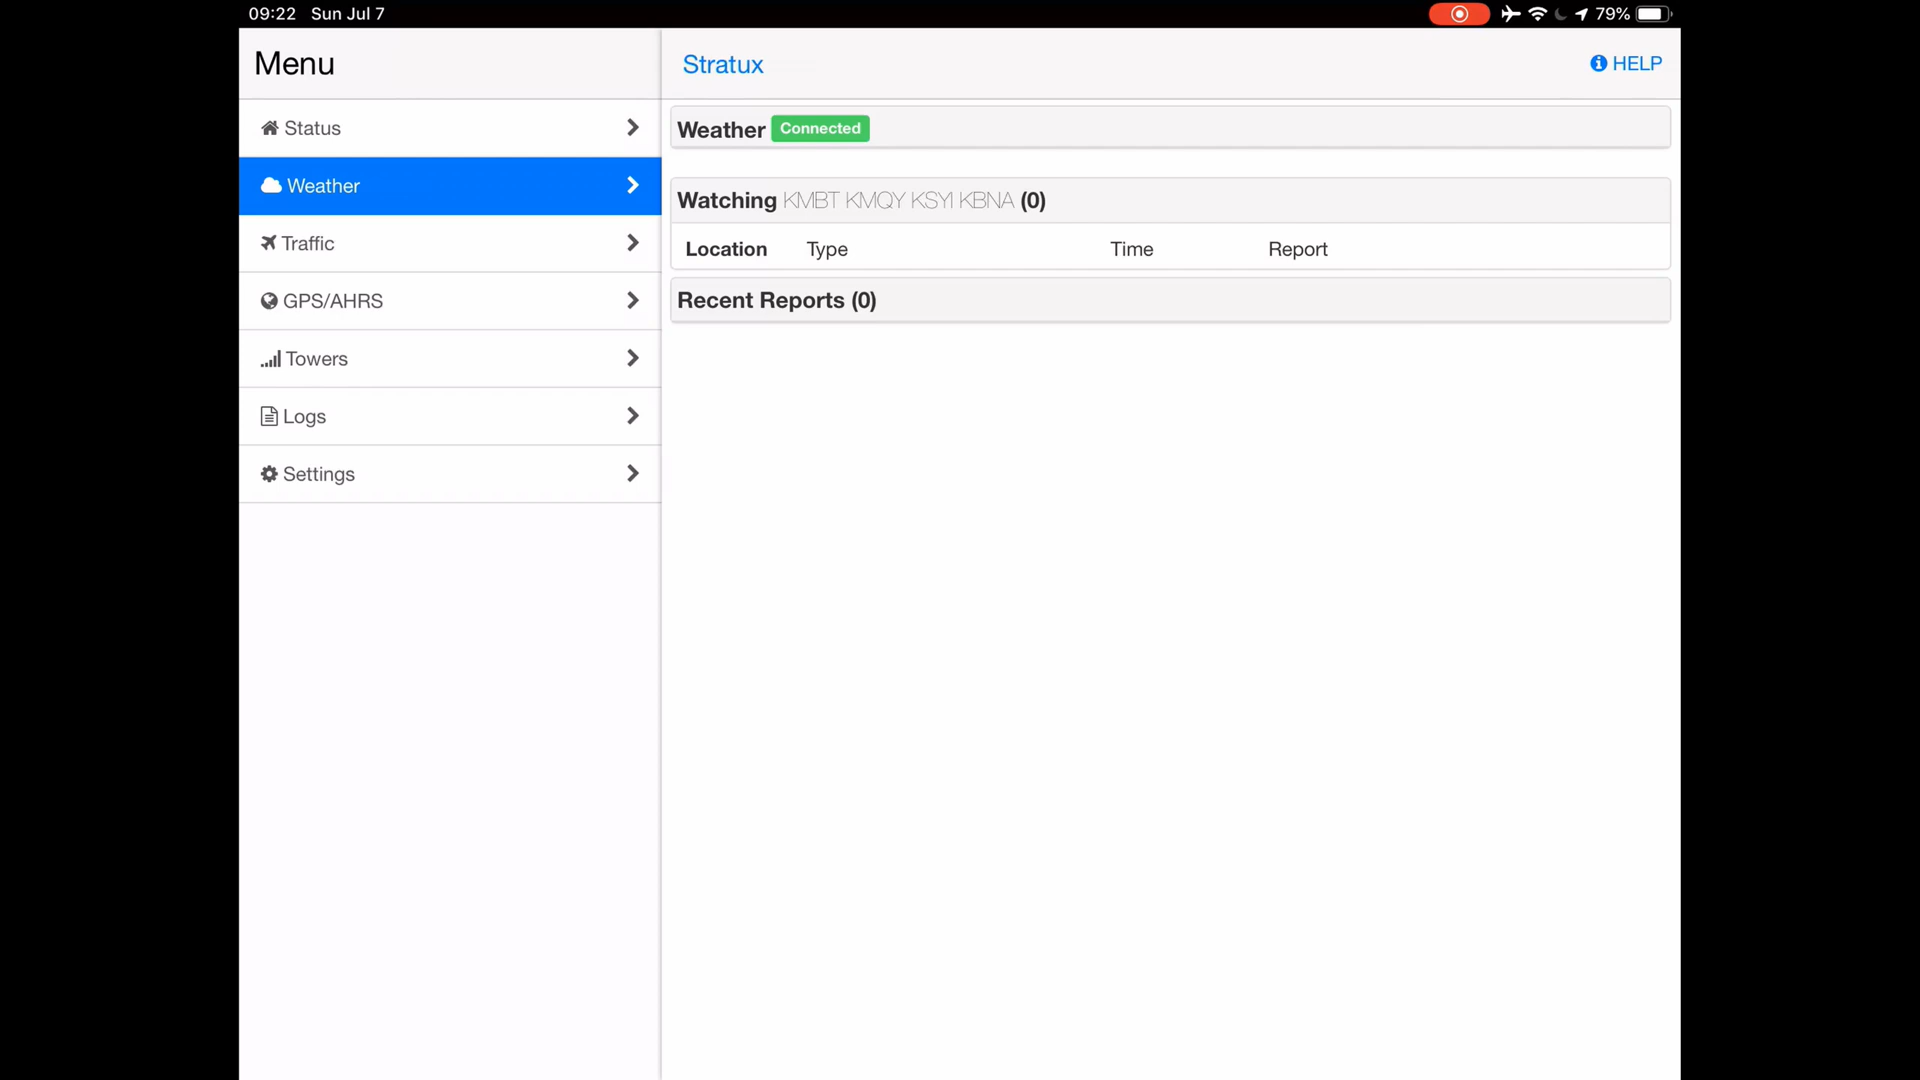 09:22 Sun Jul 7
79%
Menu
Stratux
HELP
Status
Weather
Traffic
GPS/AHRS
Towers
Logs
Settings
Weather Connected
Watching KMBT KMQY KSYI KBNA (0)
Location Type Time Report
Recent Reports (0)